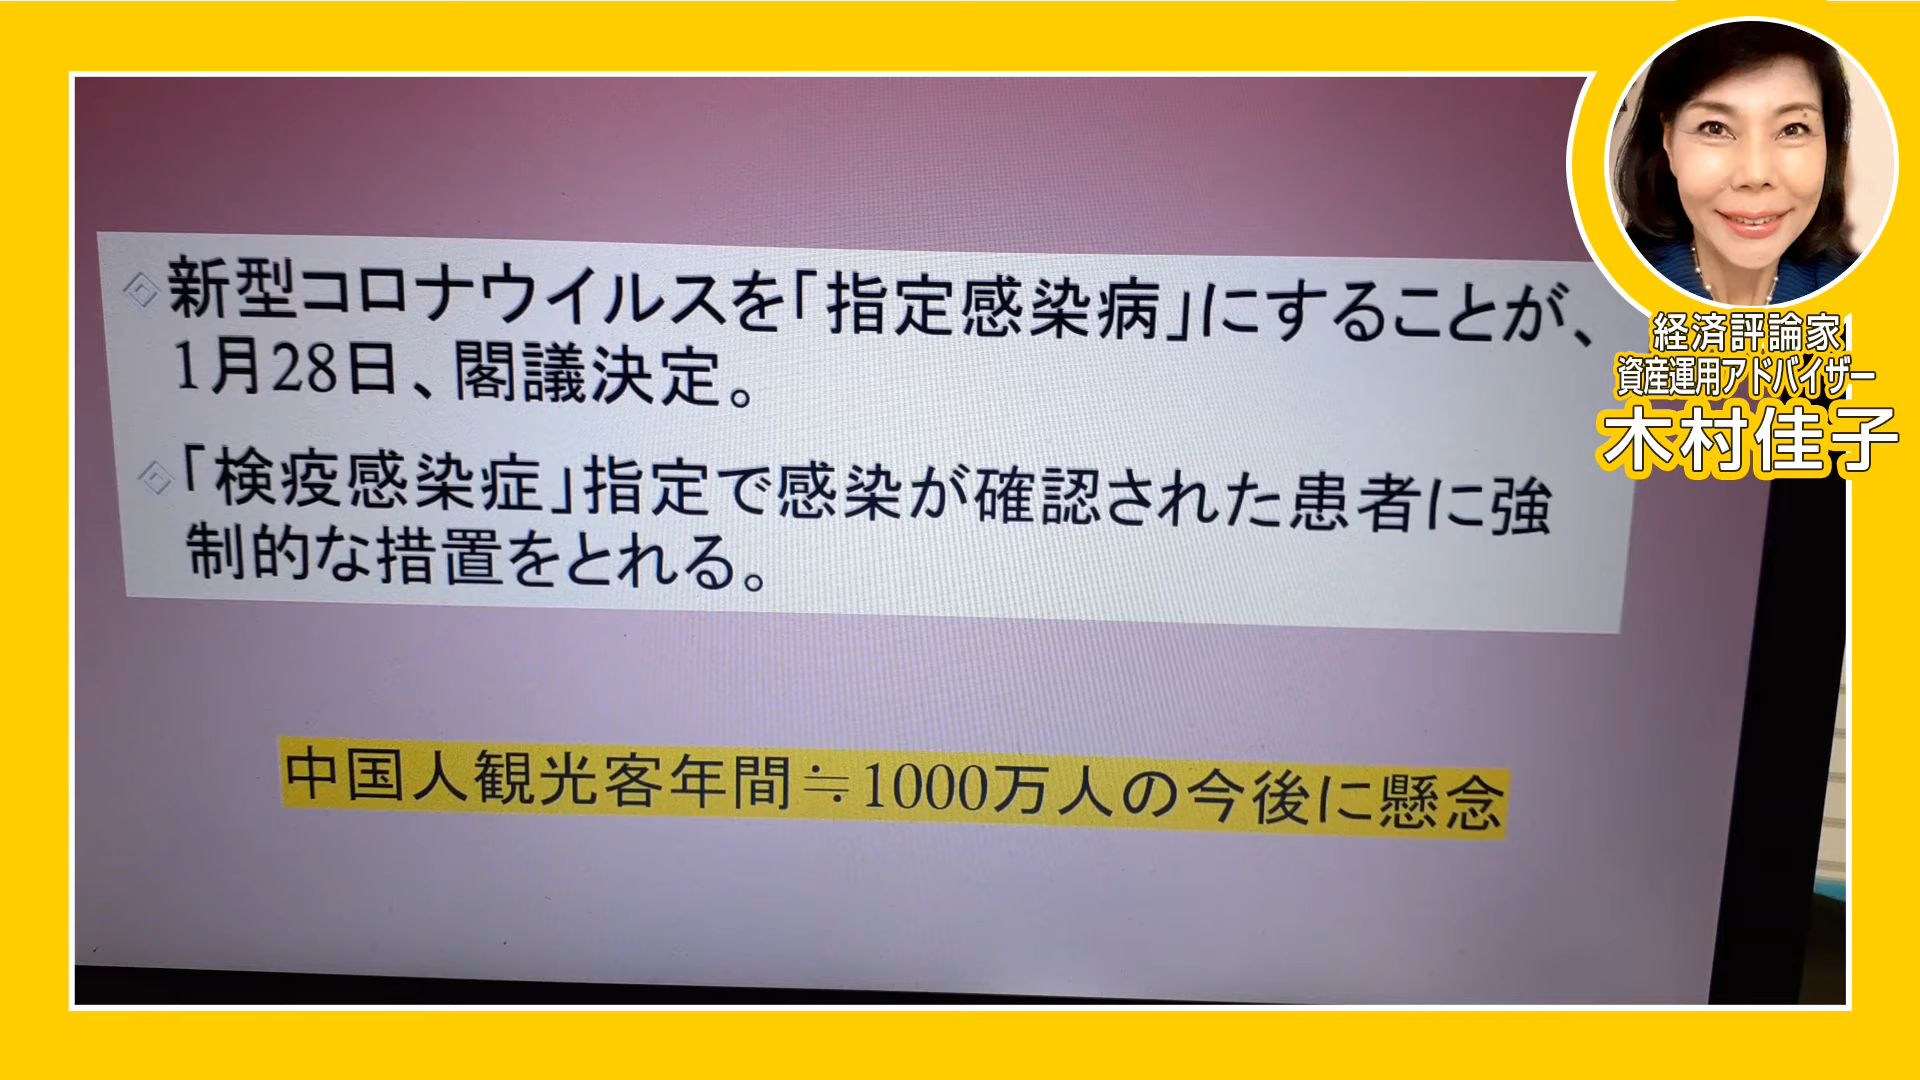 新型コロナウイルスを「指定感染病」にすることが、
1月28日、閣議決定。
「検疫感染症」指定で感染が確認された患者に強
制的な措置をとれる。
中国人観光客年間≒1000万人の今後に懸念
経済評論家
資産運用アドバイザー
木村佳子